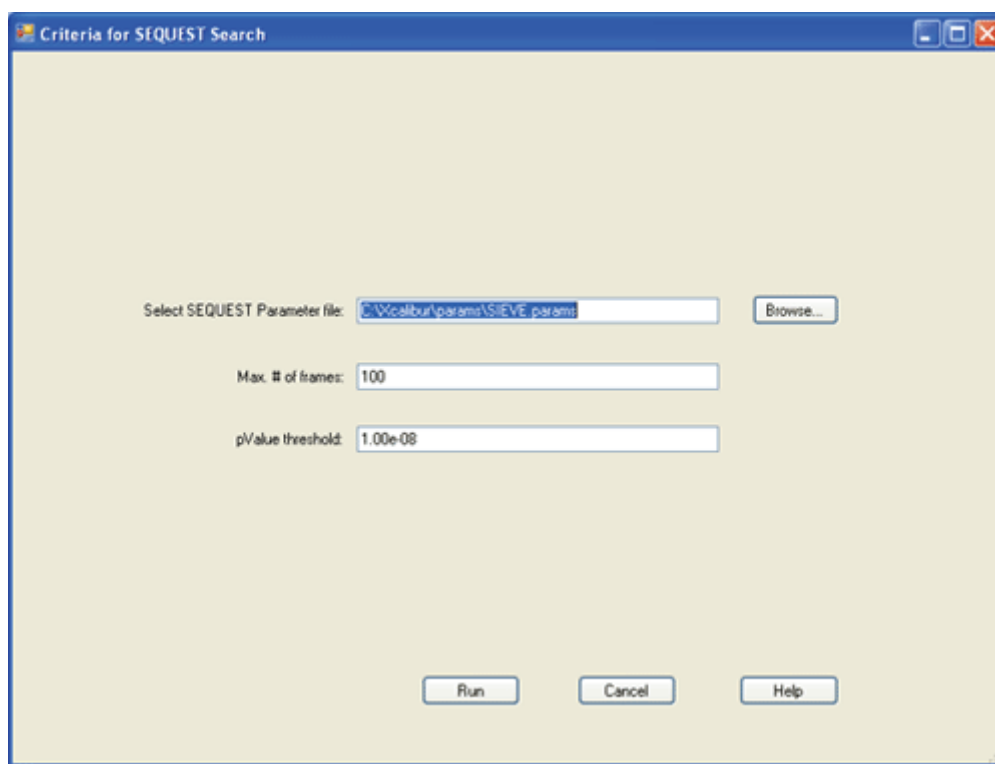 Criteria for SEQUEST Search
Select SEQUEST Parameter file: C:\Xcalibur\params\SIEVE.params Browse...
Max. # of frames: 100
pValue threshold: 1.00e-08
Run Cancel Help